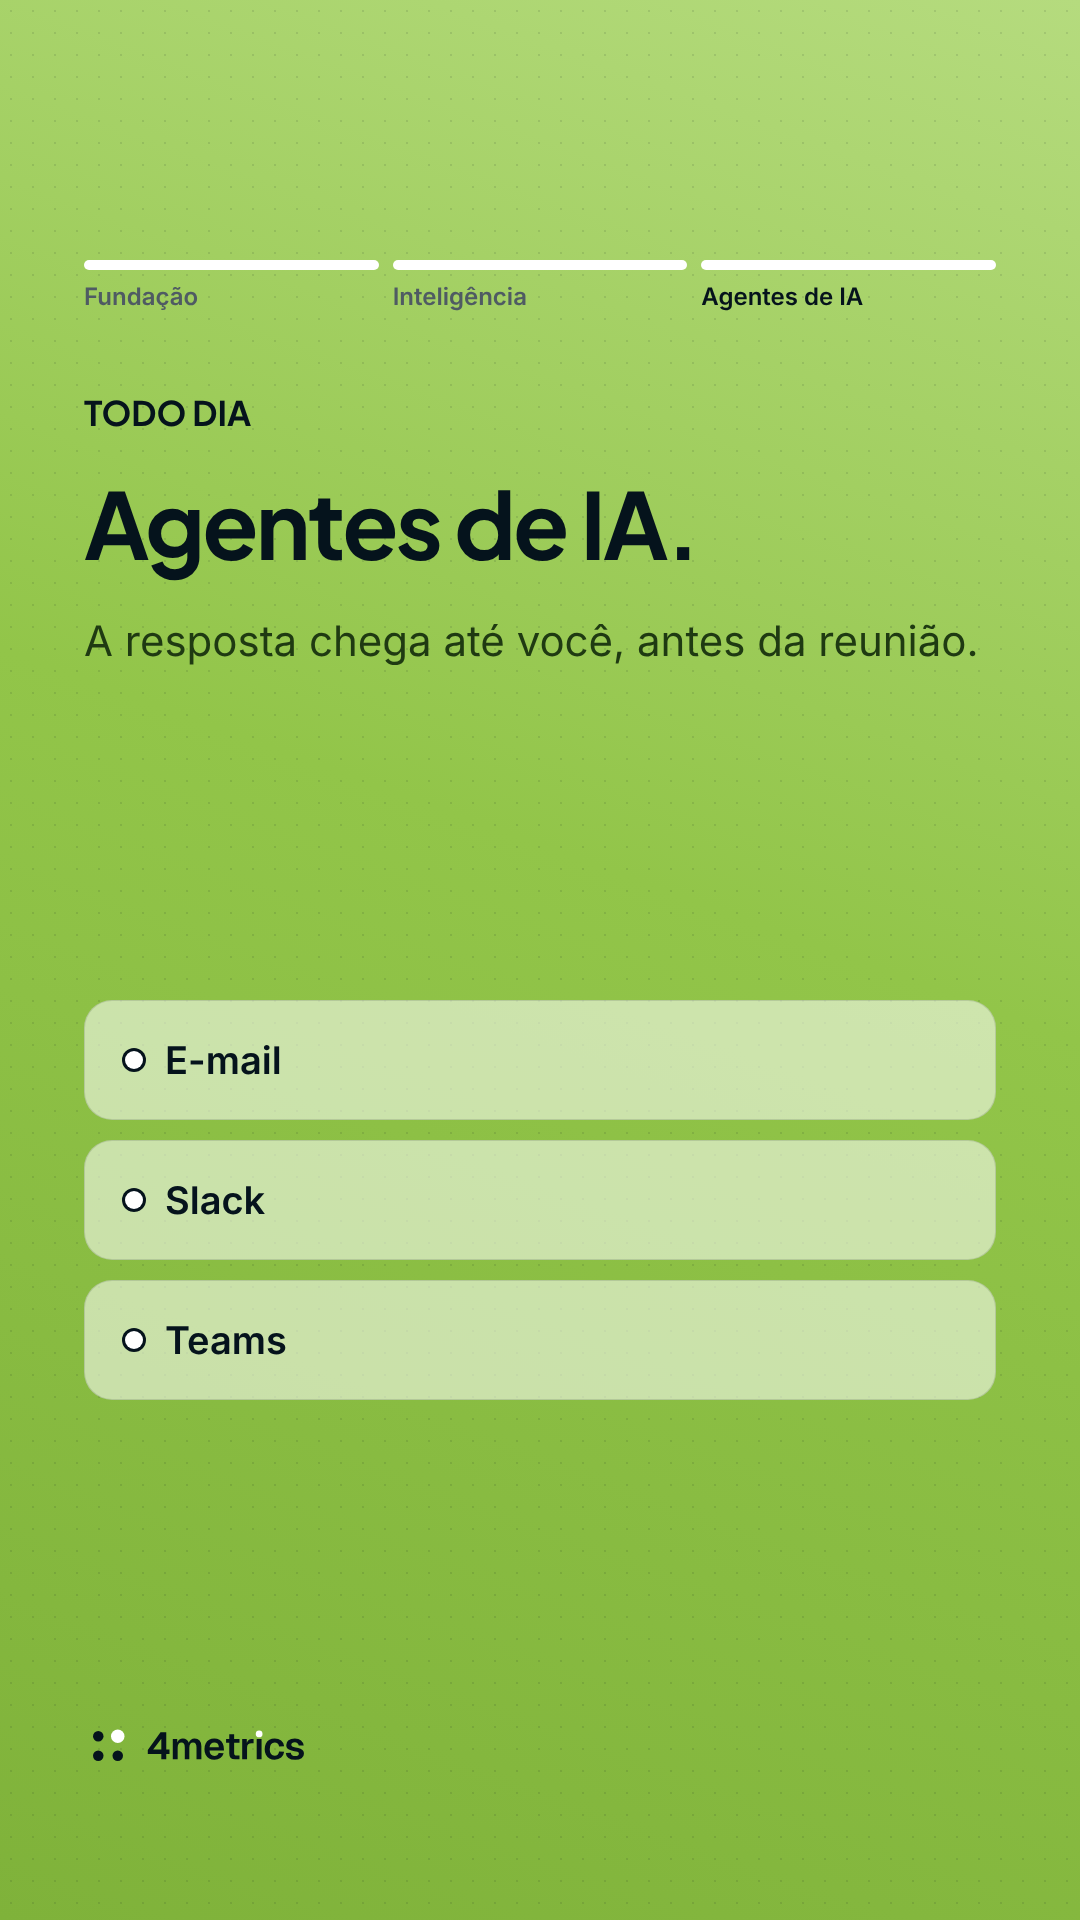 Fundação
Inteligência
Agentes de IA
TODO DIA
Agentes de IA.
A resposta chega até você, antes da reunião.
E-mail
Slack
Teams
4metrics